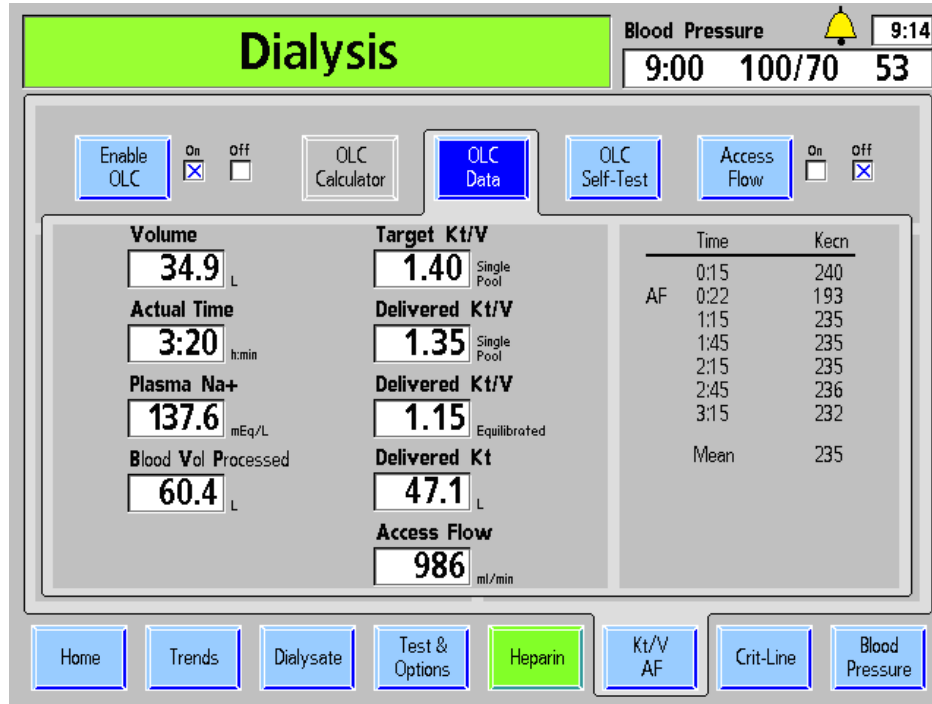 Dialysis
Blood Pressure
9:14
9:00 100/70 53
Enable OLC
On Off
OLC Calculator
OLC Data
OLC Self-Test
Access Flow
On Off
Volume
34.9 L
Actual Time
3:20 h:min
Plasma Na+
137.6 mEq/L
Blood Vol Processed
60.4 L
Target Kt/V
1.40 Single Pool
Delivered Kt/V
1.35 Single Pool
Delivered Kt/V
1.15 Equilibrated
Delivered Kt
47.1 L
Access Flow
986 ml/min
Time Kecn
0:15 240
AF 0:22 193
1:15 235
1:45 235
2:15 235
2:45 236
3:15 232
Mean 235
Home
Trends
Dialysate
Test & Options
Heparin
Kt/V AF
Crit-Line
Blood Pressure